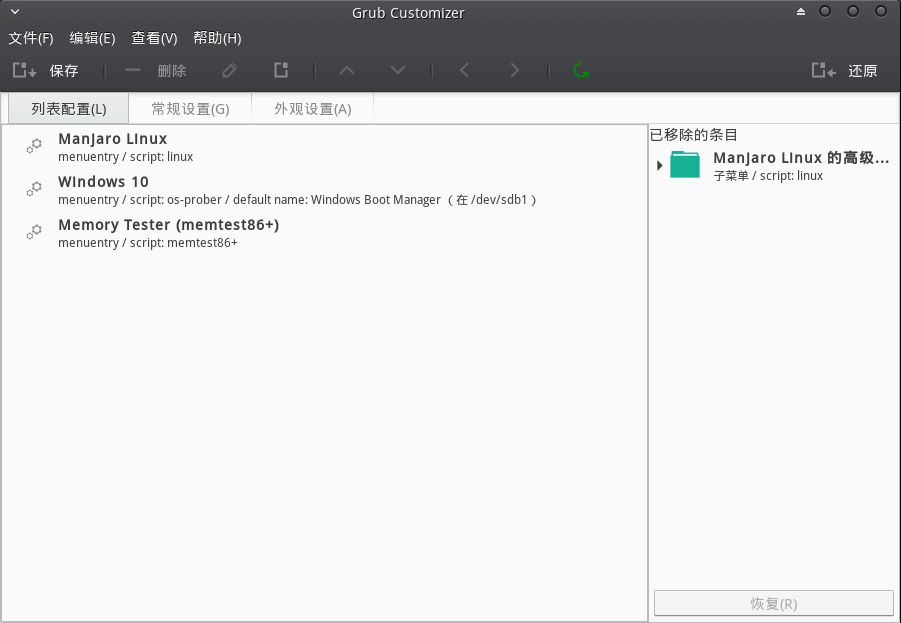 Grub Customizer
文件(F) 编辑(E) 查看(V) 帮助(H)
保存 删除 还原
列表配置(L) 常规设置(G) 外观设置(A)
Manjaro Linux
menuentry / script: linux
Windows 10
menuentry / script: os-prober / default name: Windows Boot Manager （在 /dev/sdb1）
Memory Tester (memtest86+)
menuentry / script: memtest86+
已移除的条目
Manjaro Linux 的高级...
子菜单 / script: linux
恢复(R)